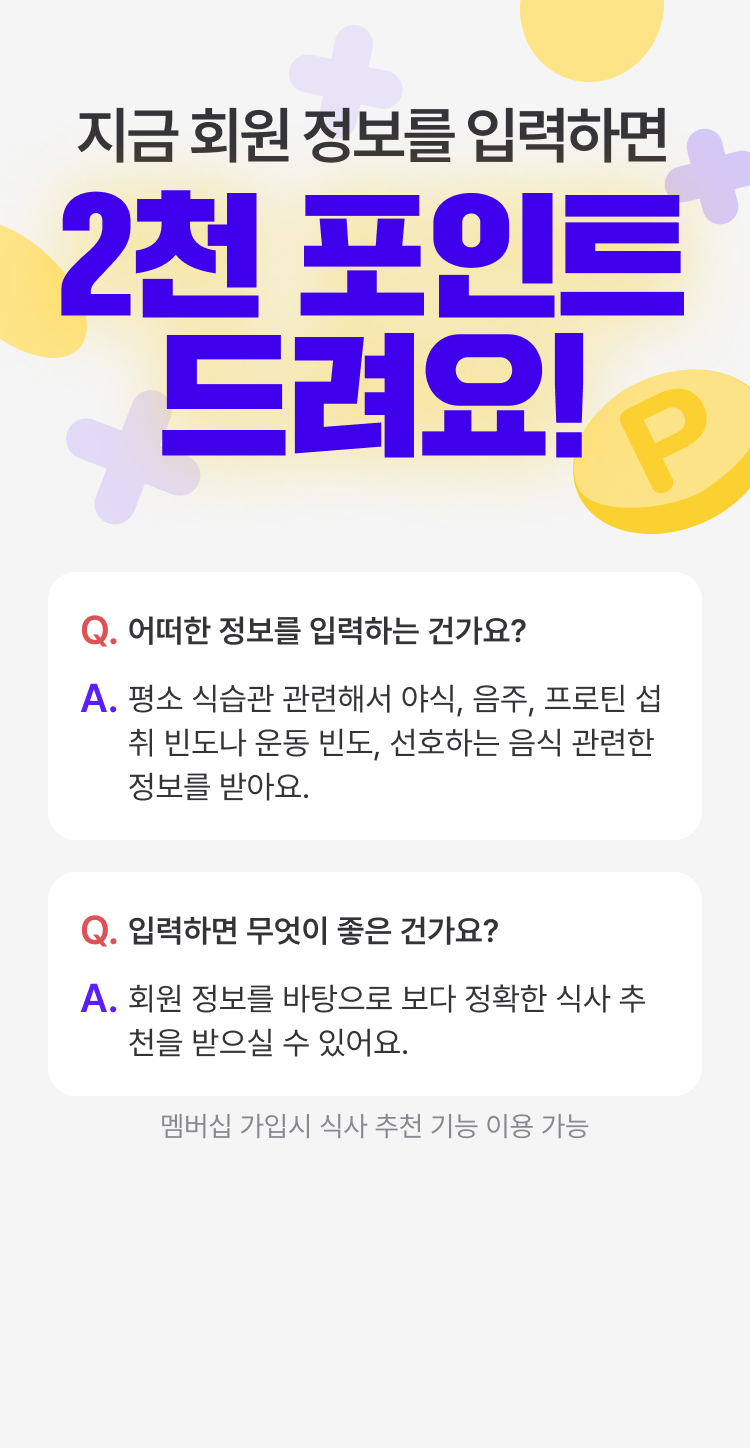 지금 회원 정보를 입력하면
2천 포인트
드려요!
P
Q. 어떠한 정보를 입력하는 건가요?
A. 평소 식습관 관련해서 야식, 음주, 프로틴 섭
취 빈도나 운동 빈도, 선호하는 음식 관련한
정보를 받아요.
Q. 입력하면 무엇이 좋은 건가요?
A. 회원 정보를 바탕으로 보다 정확한 식사 추
천을 받으실 수 있어요.
멤버십 가입시 식사 추천 기능 이용 가능